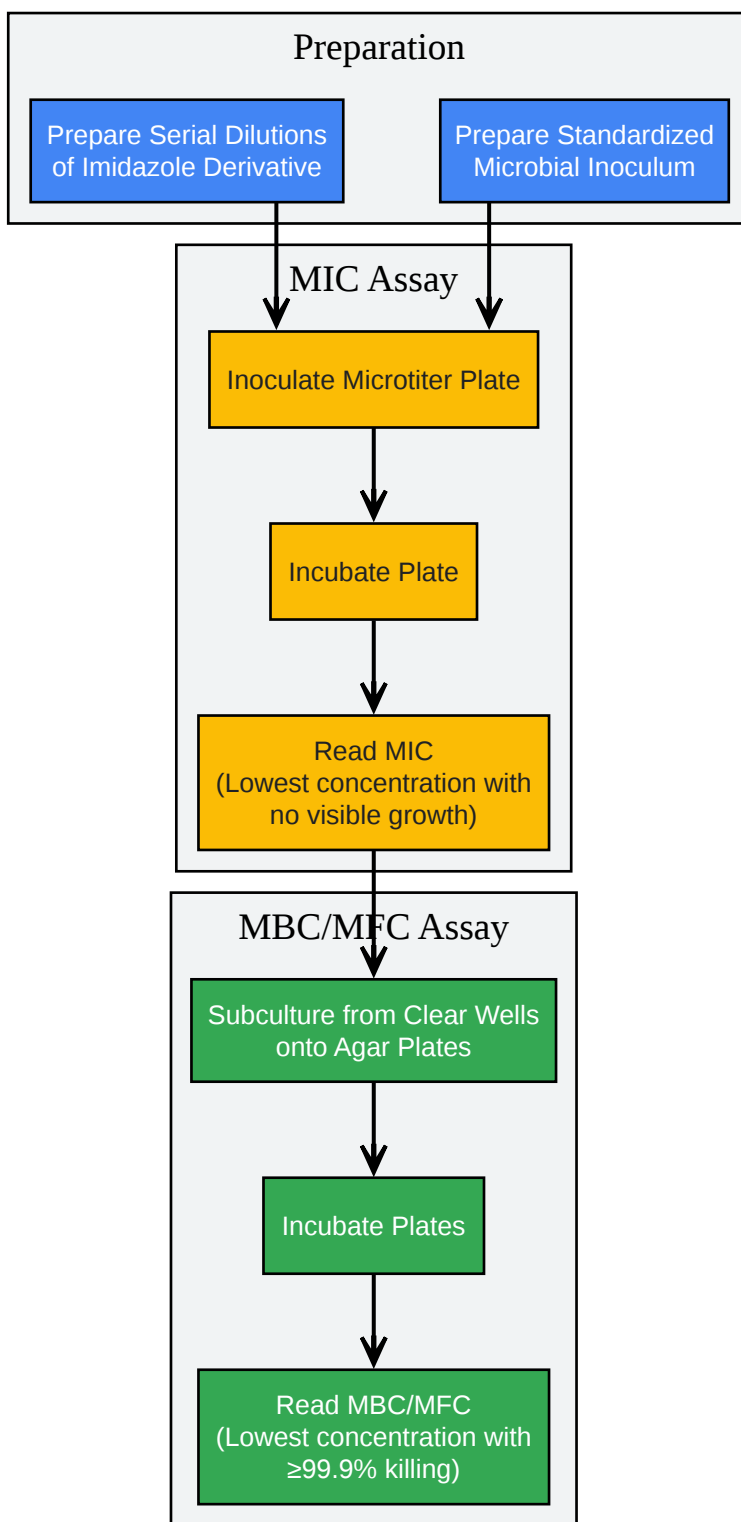 Preparation
Prepare Serial Dilutions
of Imidazole Derivative
Prepare Standardized
Microbial Inoculum
MIC Assay
Inoculate Microtiter Plate
Incubate Plate
Read MIC
(Lowest concentration with
no visible growth)
MBC/MFC Assay
Subculture from Clear Wells
onto Agar Plates
Incubate Plates
Read MBC/MFC
(Lowest concentration with
≥99.9% killing)